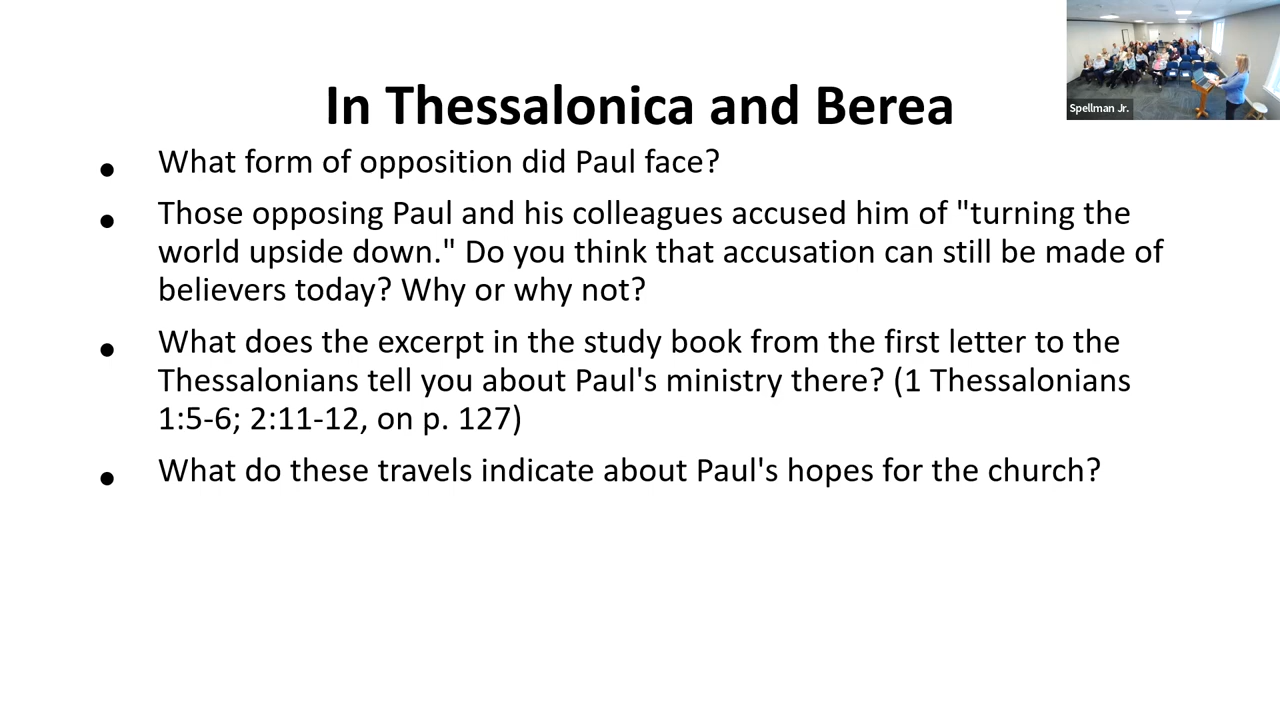 In Thessalonica and Berea
Spellman Jr.
• What form of opposition did Paul face?
• Those opposing Paul and his colleagues accused him of "turning the
world upside down." Do you think that accusation can still be made of
believers today? Why or why not?
• What does the excerpt in the study book from the first letter to the
Thessalonians tell you about Paul's ministry there? (1 Thessalonians
1:5-6; 2:11-12, on p. 127)
• What do these travels indicate about Paul's hopes for the church?